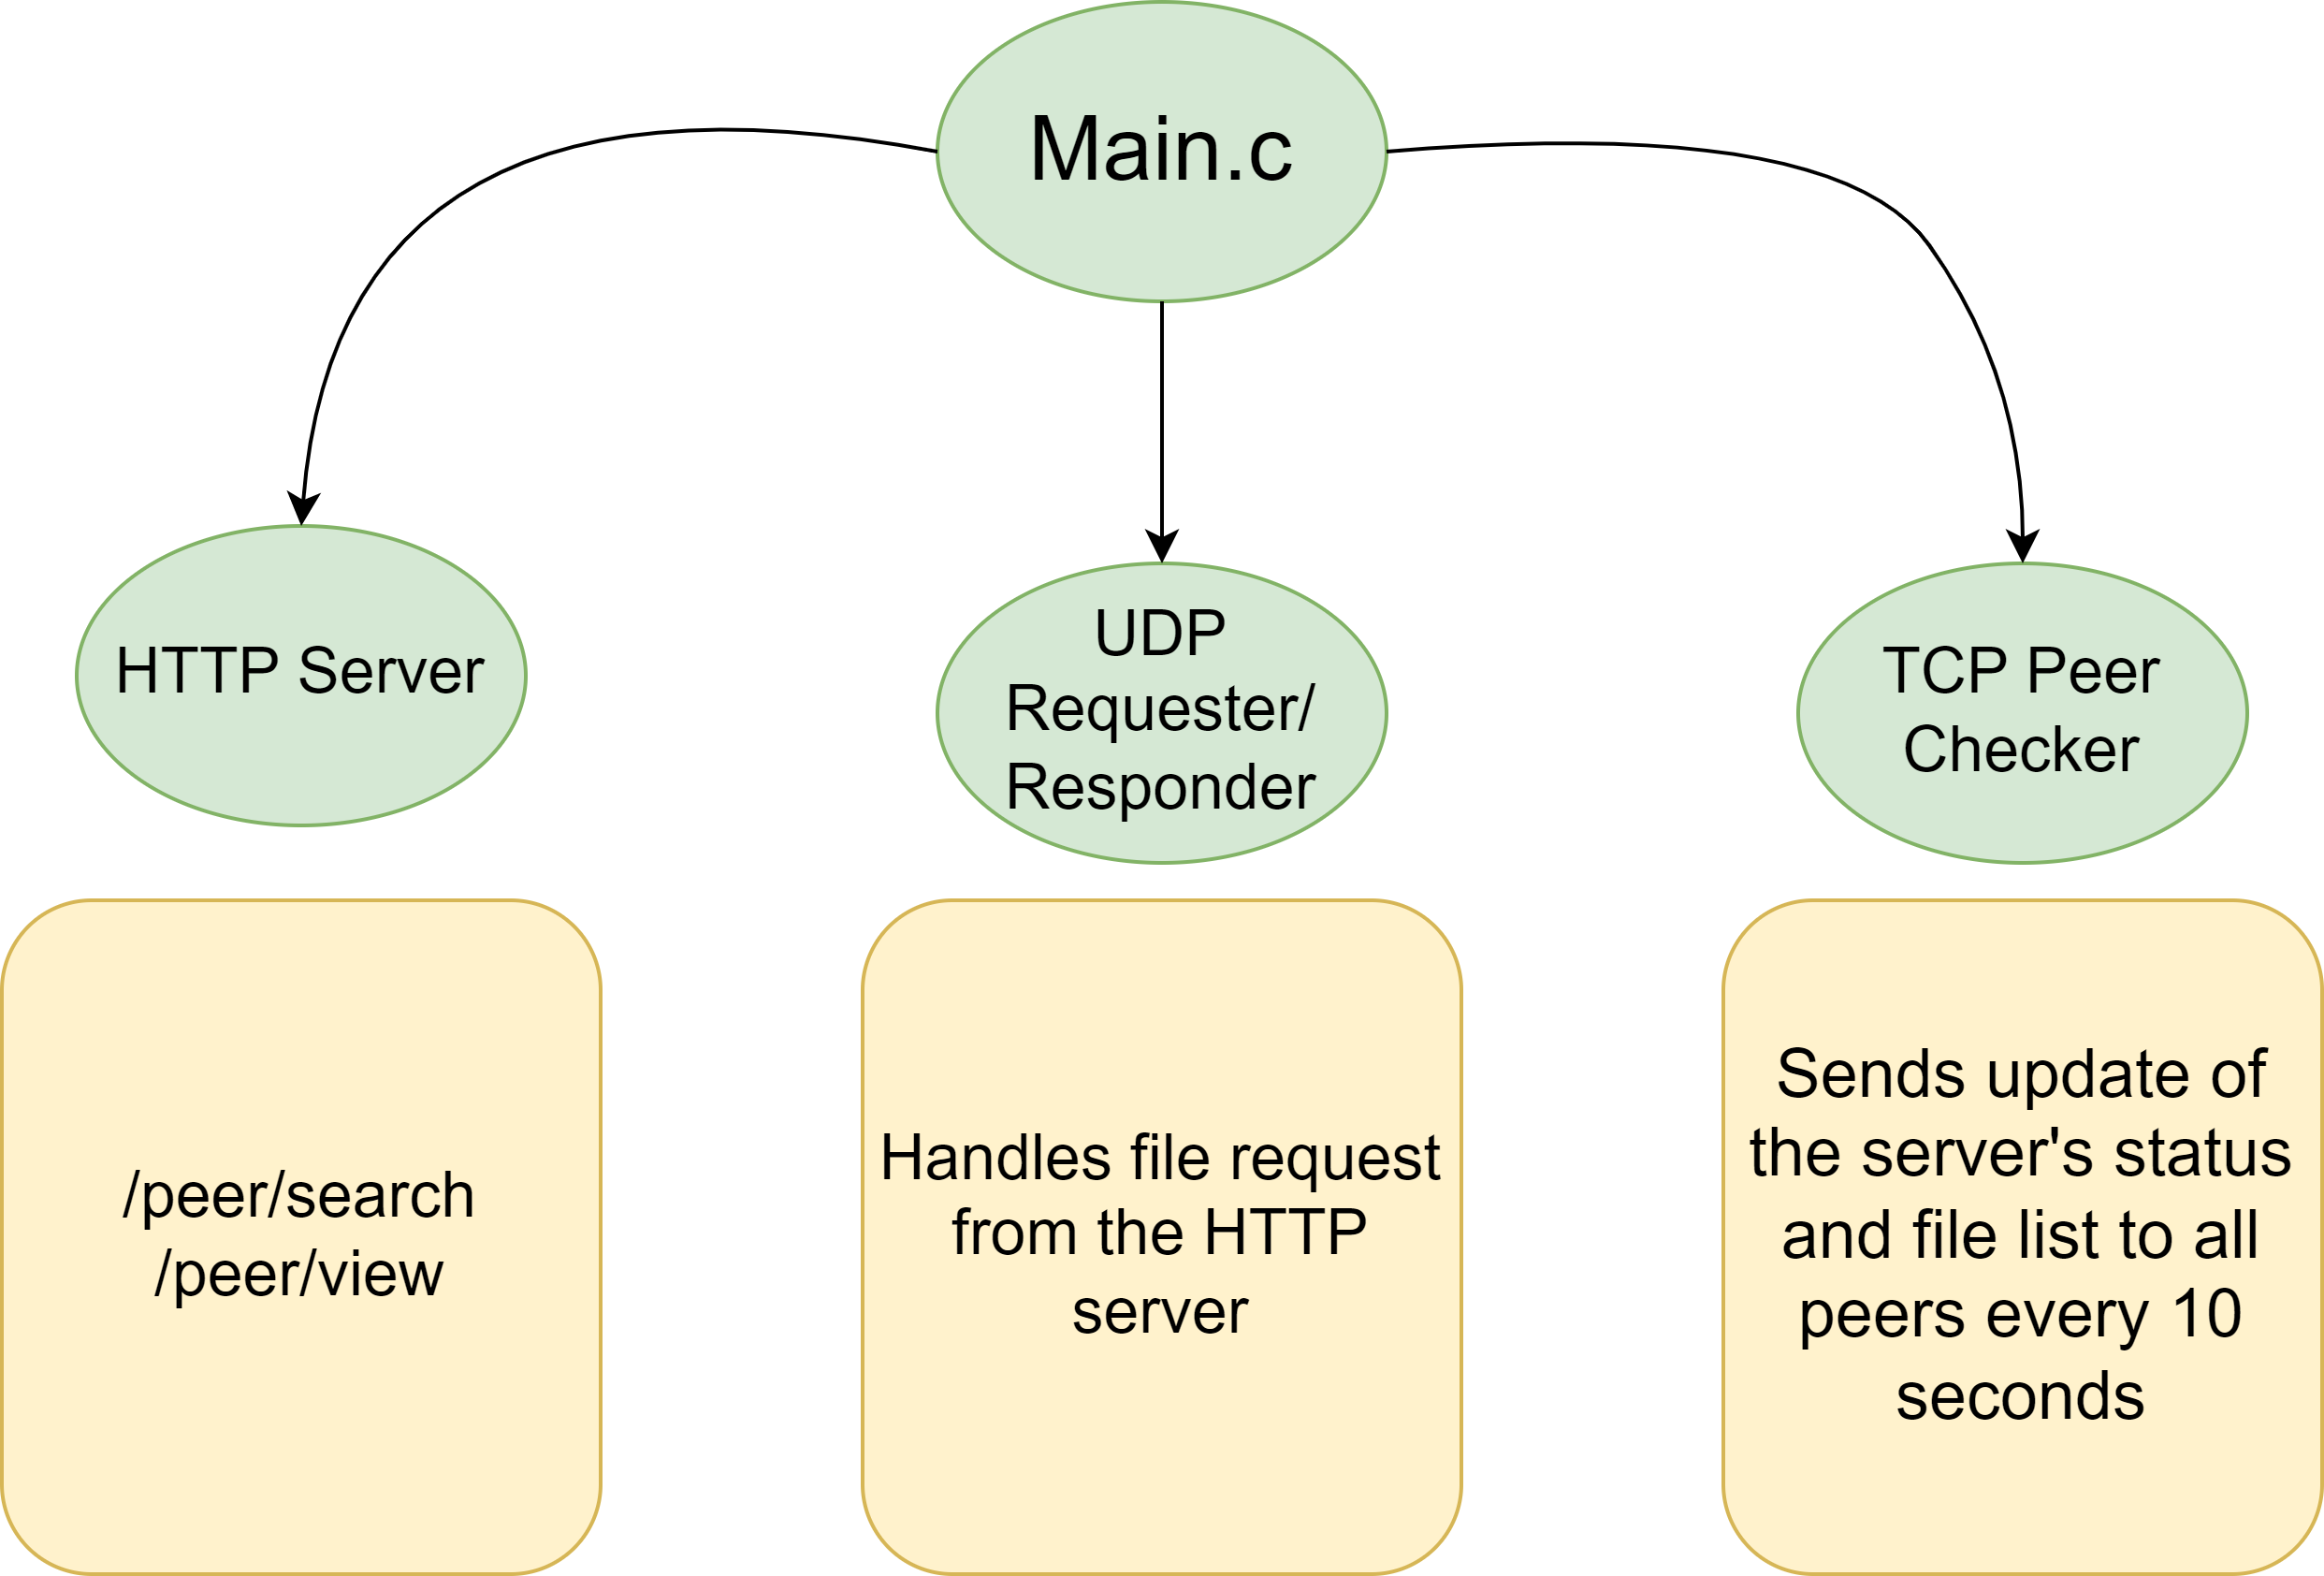 Main.c
HTTP Server
UDP
Requester/
Responder
TCP Peer
Checker
/peer/search
/peer/view
Handles file request
from the HTTP
server
Sends update of
the server's status
and file list to all
peers every 10
seconds